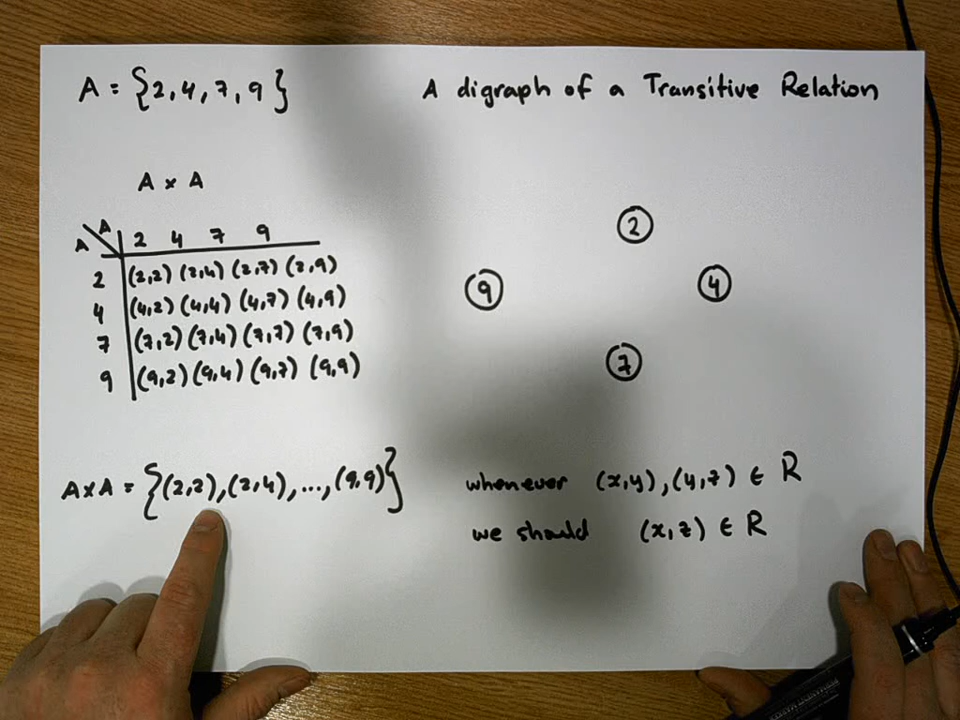 A = {2, 4, 7, 9}
A digraph of a Transitive Relation
A x A
A A 2 4 7 9
2 (2,2) (2,4) (2,7) (2,9)
4 (4,2) (4,4) (4,7) (4,9)
7 (7,2) (7,4) (7,7) (7,9)
9 (9,2) (9,4) (9,7) (9,9)
2
9
4
7
AxA = {(2,2),(2,4), ..., (9,9)}
whenever (x,y),(y,z) ∈ R
we should (x,z) ∈ R